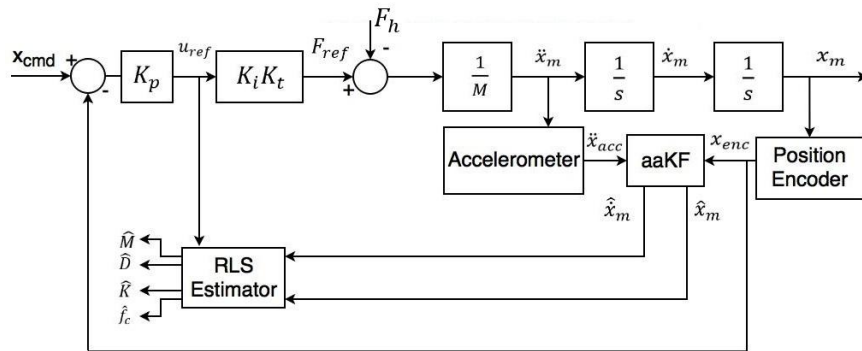 F_h
x_cmd + - K_p u_ref K_i K_t F_ref + - 1/M ẍ_m 1/s ẋ_m 1/s x_m
Accelerometer ẍ_acc aaKF x_enc Position
Encoder
x̂̇_m x̂_m
M̂
D̂
K̂
f̂_c
RLS
Estimator